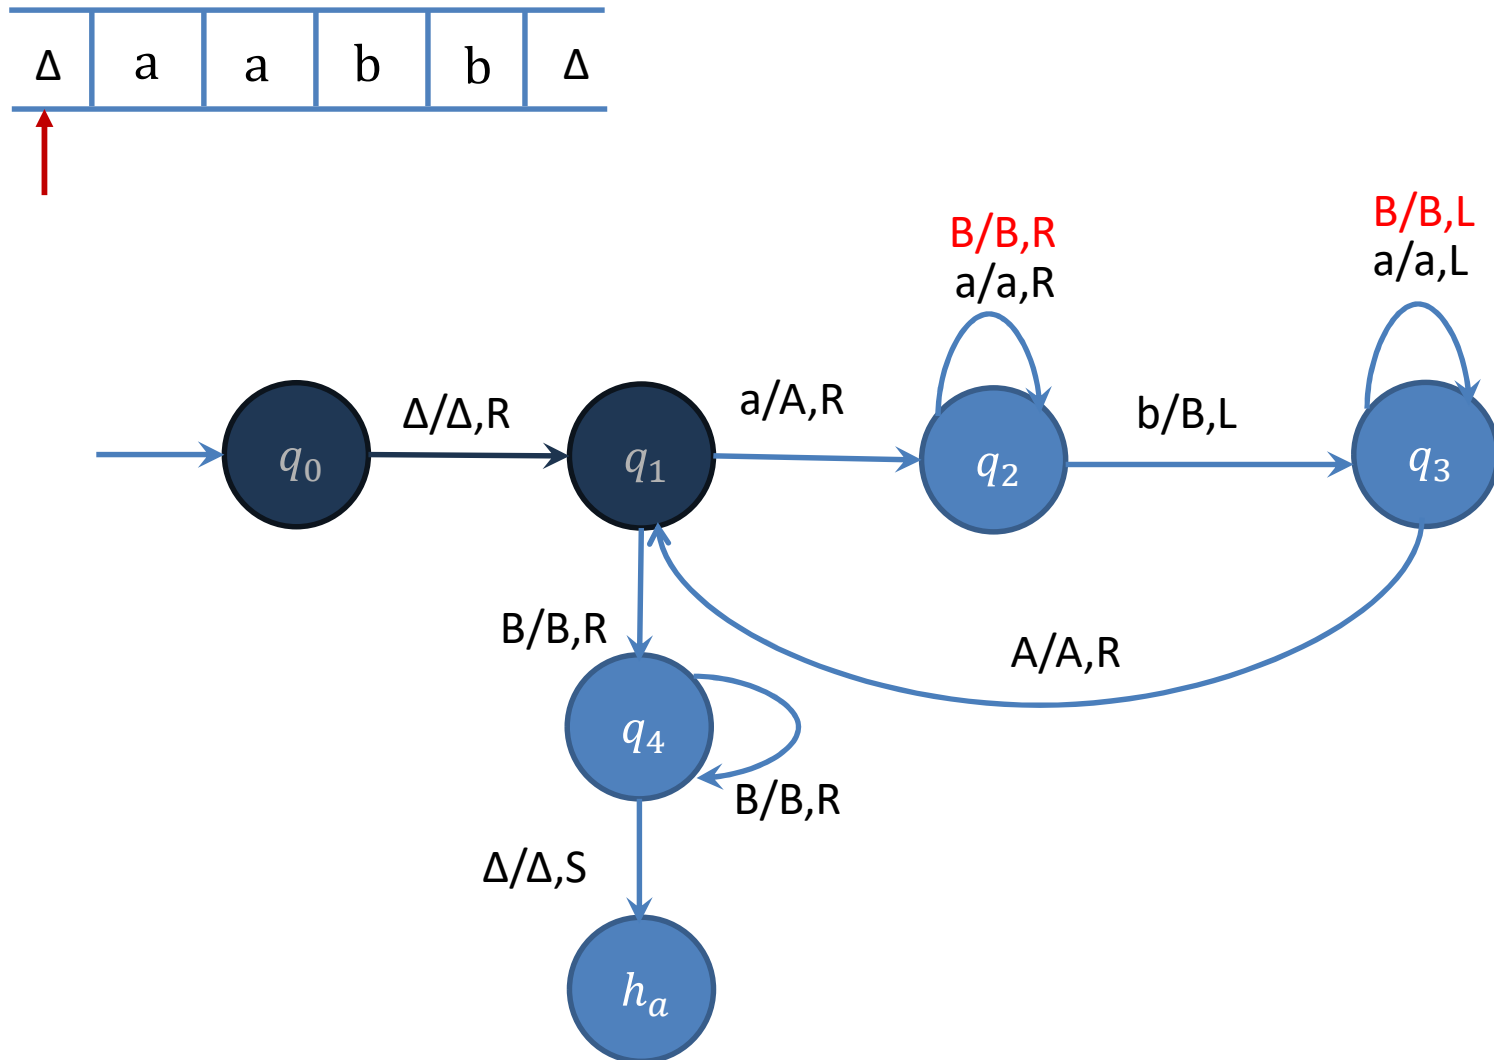 Δ a a b b Δ
B/B,R
B/B,L
a/a,R
a/a,L
Δ/Δ,R
a/A,R
b/B,L
q₀
q₁
q₂
q₃
B/B,R
A/A,R
q₄
B/B,R
Δ/Δ,S
hₐ